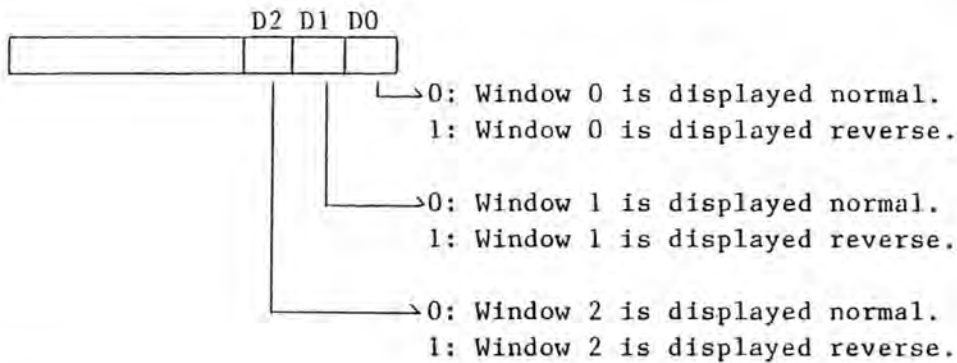 D2 D1 D0
0: Window 0 is displayed normal.
1: Window 0 is displayed reverse.
0: Window 1 is displayed normal.
1: Window 1 is displayed reverse.
0: Window 2 is displayed normal.
1: Window 2 is displayed reverse.